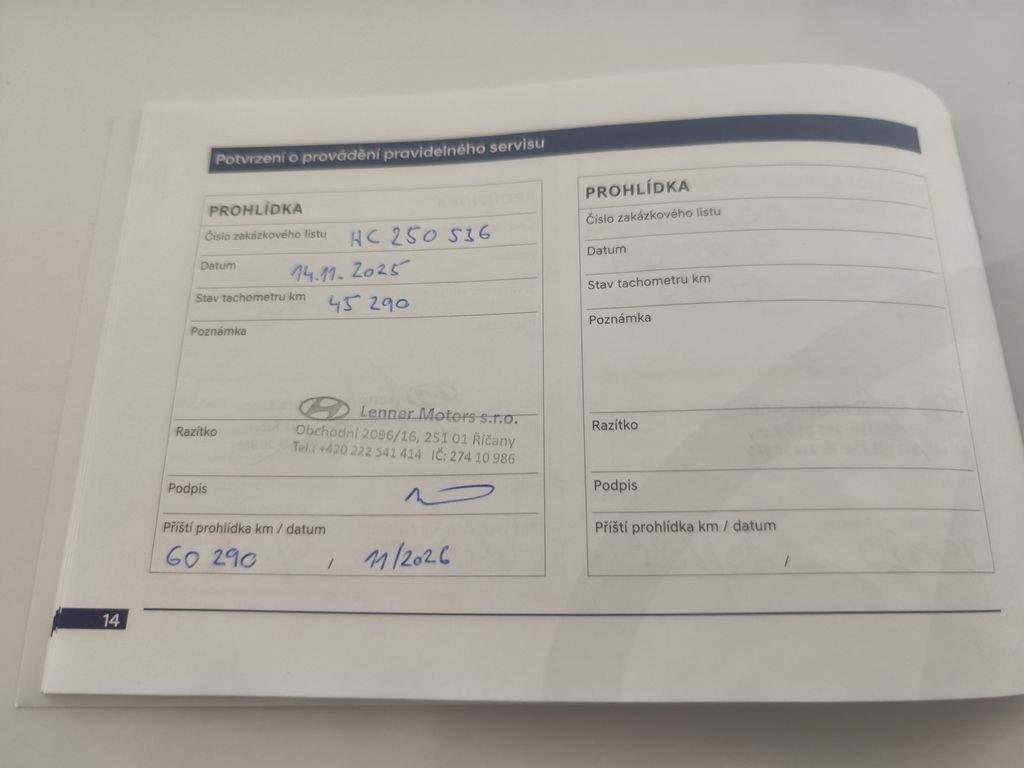 Potvrzení o provádění pravidelného servisu
PROHLÍDKA
Číslo zakázkového listu HC 250 536
Datum 14.11. 2025
Stav tachometru km 45 290
Poznámka
Lenner Motors s.r.o.
Razítko Obchodní 2096/16, 251 01 Říčany
Tel.: +420 222 541 414 IČ: 274 10 986
Podpis
Příští prohlídka km / datum
60 290 / 11/2026
PROHLÍDKA
Číslo zakázkového listu
Datum
Stav tachometru km
Poznámka
Razítko
Podpis
Příští prohlídka km / datum
/
14